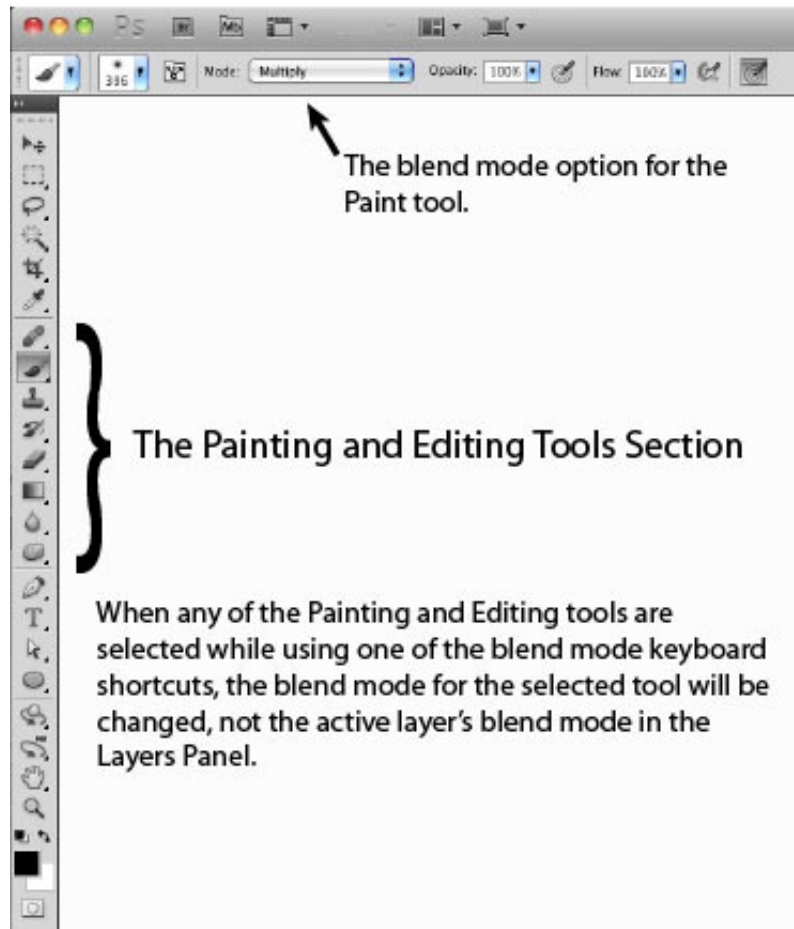 Ps Br Mb
396 Mode: Multiply Opacity: 100% Flow: 100%
The blend mode option for the
Paint tool.
The Painting and Editing Tools Section
When any of the Painting and Editing tools are
selected while using one of the blend mode keyboard
shortcuts, the blend mode for the selected tool will be
changed, not the active layer's blend mode in the
Layers Panel.
T